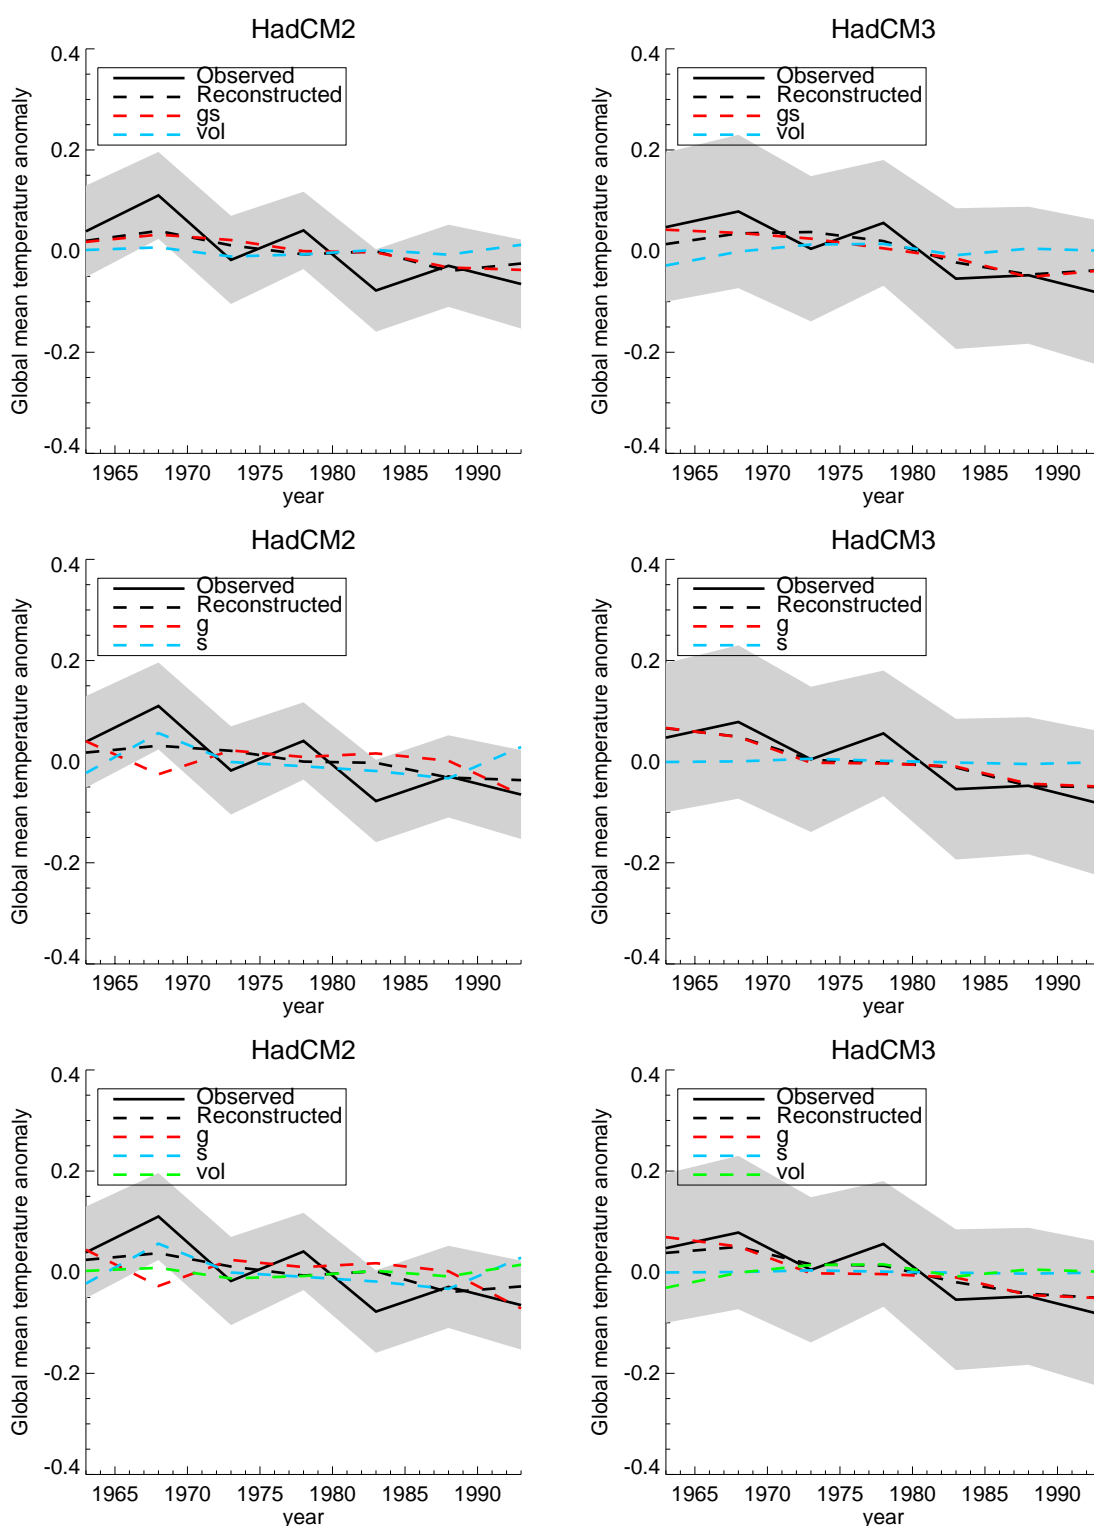 HadCM2
Global mean temperature anomaly
0.4
0.2
0.0
-0.2
-0.4
Observed
Reconstructed
gs
vol
1965 1970 1975 1980 1985 1990
year
HadCM3
Global mean temperature anomaly
0.4
0.2
0.0
-0.2
-0.4
Observed
Reconstructed
gs
vol
1965 1970 1975 1980 1985 1990
year
HadCM2
Global mean temperature anomaly
0.4
0.2
0.0
-0.2
-0.4
Observed
Reconstructed
g
s
1965 1970 1975 1980 1985 1990
year
HadCM3
Global mean temperature anomaly
0.4
0.2
0.0
-0.2
-0.4
Observed
Reconstructed
g
s
1965 1970 1975 1980 1985 1990
year
HadCM2
Global mean temperature anomaly
0.4
0.2
0.0
-0.2
-0.4
Observed
Reconstructed
g
s
vol
1965 1970 1975 1980 1985 1990
year
HadCM3
Global mean temperature anomaly
0.4
0.2
0.0
-0.2
-0.4
Observed
Reconstructed
g
s
vol
1965 1970 1975 1980 1985 1990
year